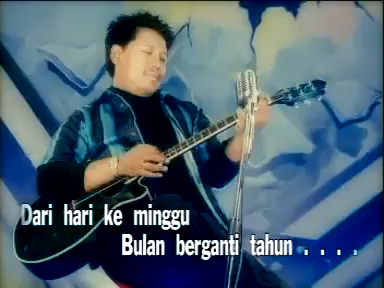 Dari hari ke minggu
Bulan berganti tahun . . . .